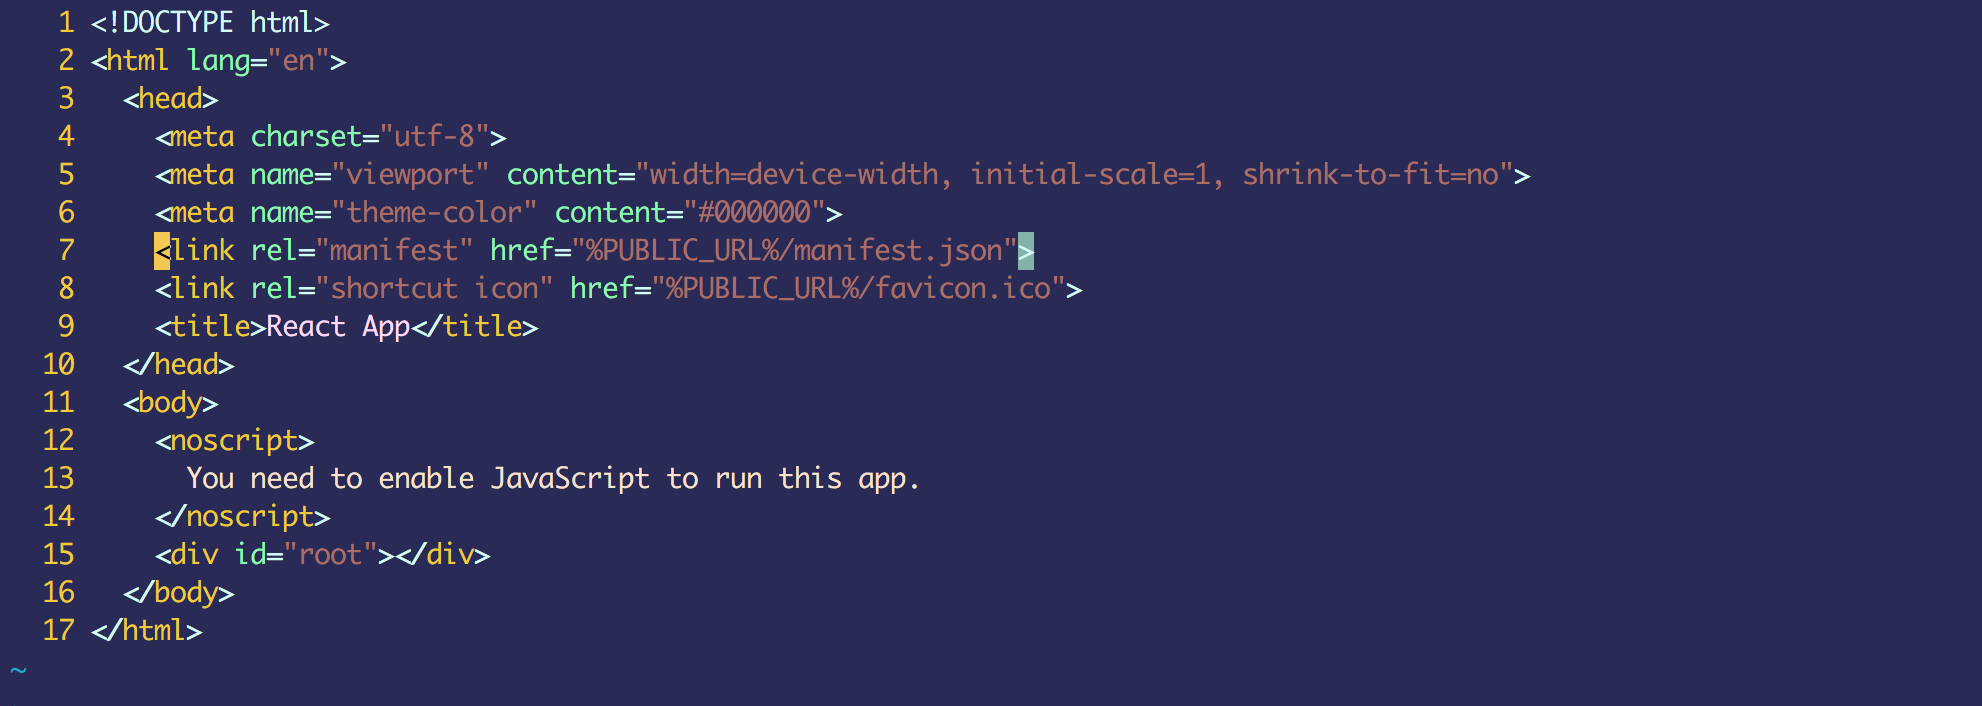 1 <!DOCTYPE html>
2 <html lang="en">
3   <head>
4     <meta charset="utf-8">
5     <meta name="viewport" content="width=device-width, initial-scale=1, shrink-to-fit=no">
6     <meta name="theme-color" content="#000000">
7     <link rel="manifest" href="%PUBLIC_URL%/manifest.json">
8     <link rel="shortcut icon" href="%PUBLIC_URL%/favicon.ico">
9     <title>React App</title>
10   </head>
11   <body>
12     <noscript>
13       You need to enable JavaScript to run this app.
14     </noscript>
15     <div id="root"></div>
16   </body>
17 </html>
~